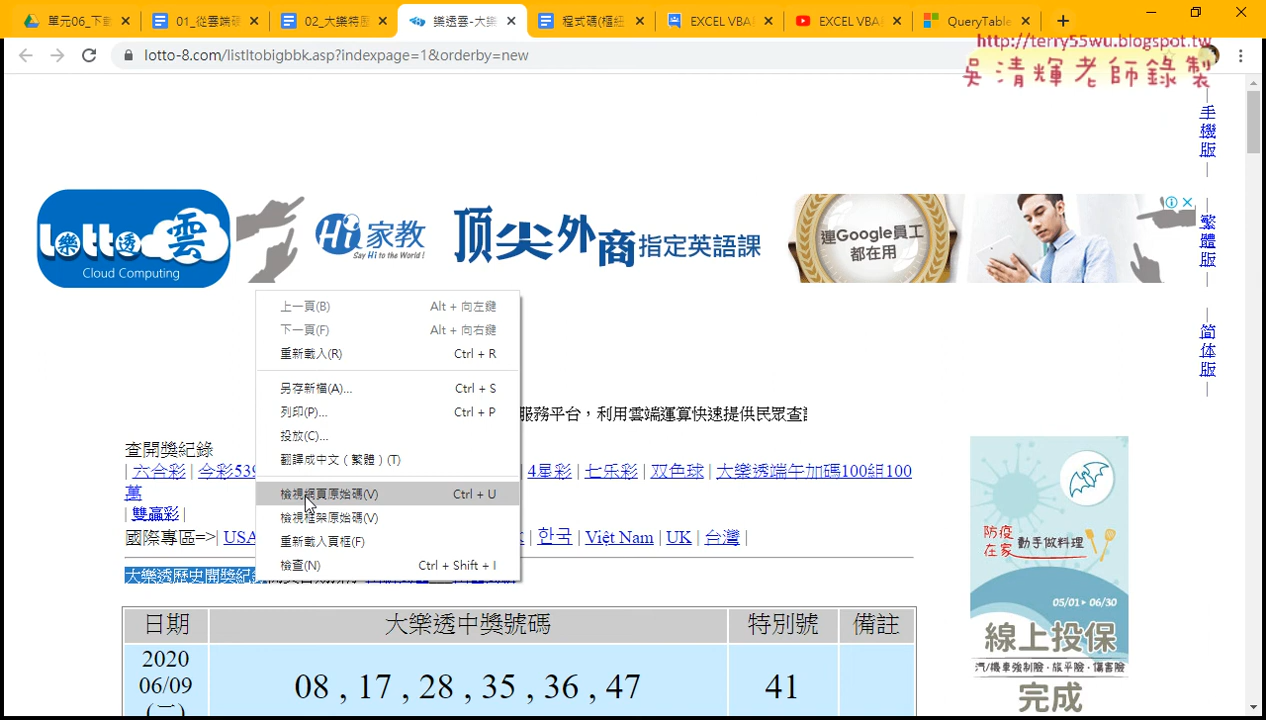 單元06_下載
01_從雲端硬
02_大樂特歷
樂透雲-大樂
程式碼(樞紐
EXCEL VBA
EXCEL VBA
QueryTable
lotto-8.com/listltobigbbk.asp?indexpage=1&orderby=new
http://terry55wu.blogspot.tw
吳清輝老師錄製
手機版
繁體版
简体版
lotto
樂透雲
Cloud Computing
Hi家教
Say Hi to the World!
頂尖外商指定英語課
連Google員工
都在用
上一頁(B) Alt + 向左鍵
下一頁(F) Alt + 向右鍵
重新載入(R) Ctrl + R
另存新檔(A)... Ctrl + S
列印(P)... Ctrl + P
投放(C)...
翻譯成中文（繁體）(T)
檢視網頁原始碼(V) Ctrl + U
檢視框架原始碼(V)
重新載入頁框(F)
檢查(N) Ctrl + Shift + I
服務平台，利用雲端運算快速提供民眾查
查開獎紀錄
| 六合彩 | 今彩539
4星彩 | 七乐彩 | 双色球 | 大樂透端午加碼100組100
萬
| 雙贏彩 |
國際專區=> | USA
| 한국 | Việt Nam | UK | 台灣 |
大樂透歷史開獎紀
日期 大樂透中獎號碼 特別號 備註
2020
06/09
(二)
08 , 17 , 28 , 35 , 36 , 47 41
防疫
在家
動手做料理
05/01▸06/30
線上投保
汽/機車強制險·旅平險·傷害險
完成